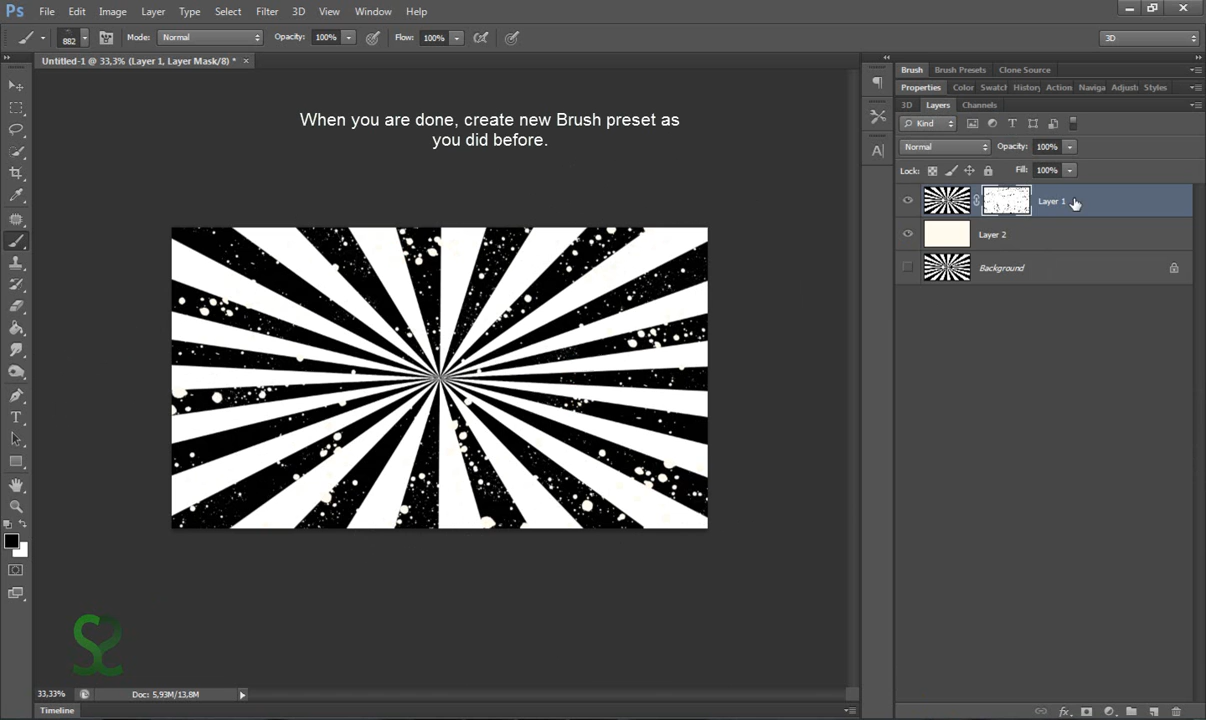 Ps File Edit Image Layer Type Select Filter 3D View Window Help
882 Mode: Normal Opacity: 100% Flow: 100% 3D
Untitled-1 @ 33,3% (Layer 1, Layer Mask/8) * ×
Brush Brush Presets Clone Source
Properties Color Swatch History Action Naviga Adjust Styles
3D Layers Channels
Kind
Normal Opacity: 100%
Lock: Fill: 100%
When you are done, create new Brush preset as
you did before.
Layer 1
Layer 2
Background
33,33% Doc: 5,93M/13,8M
Timeline
fx